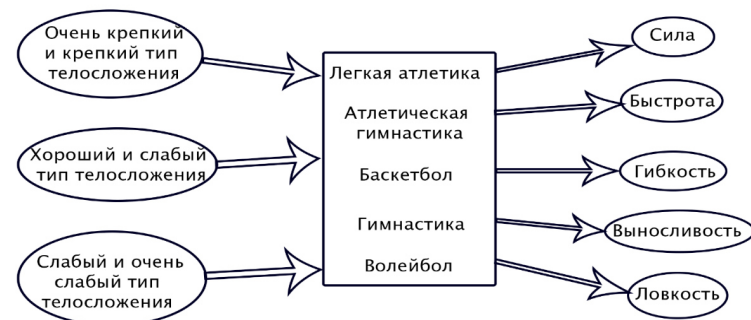 Очень крепкий
и крепкий тип
телосложения
Хороший и слабый
тип телосложения
Слабый и очень
слабый тип
телосложения
Легкая атлетика
Атлетическая
гимнастика
Баскетбол
Гимнастика
Волейбол
Сила
Быстрота
Гибкость
Выносливость
Ловкость